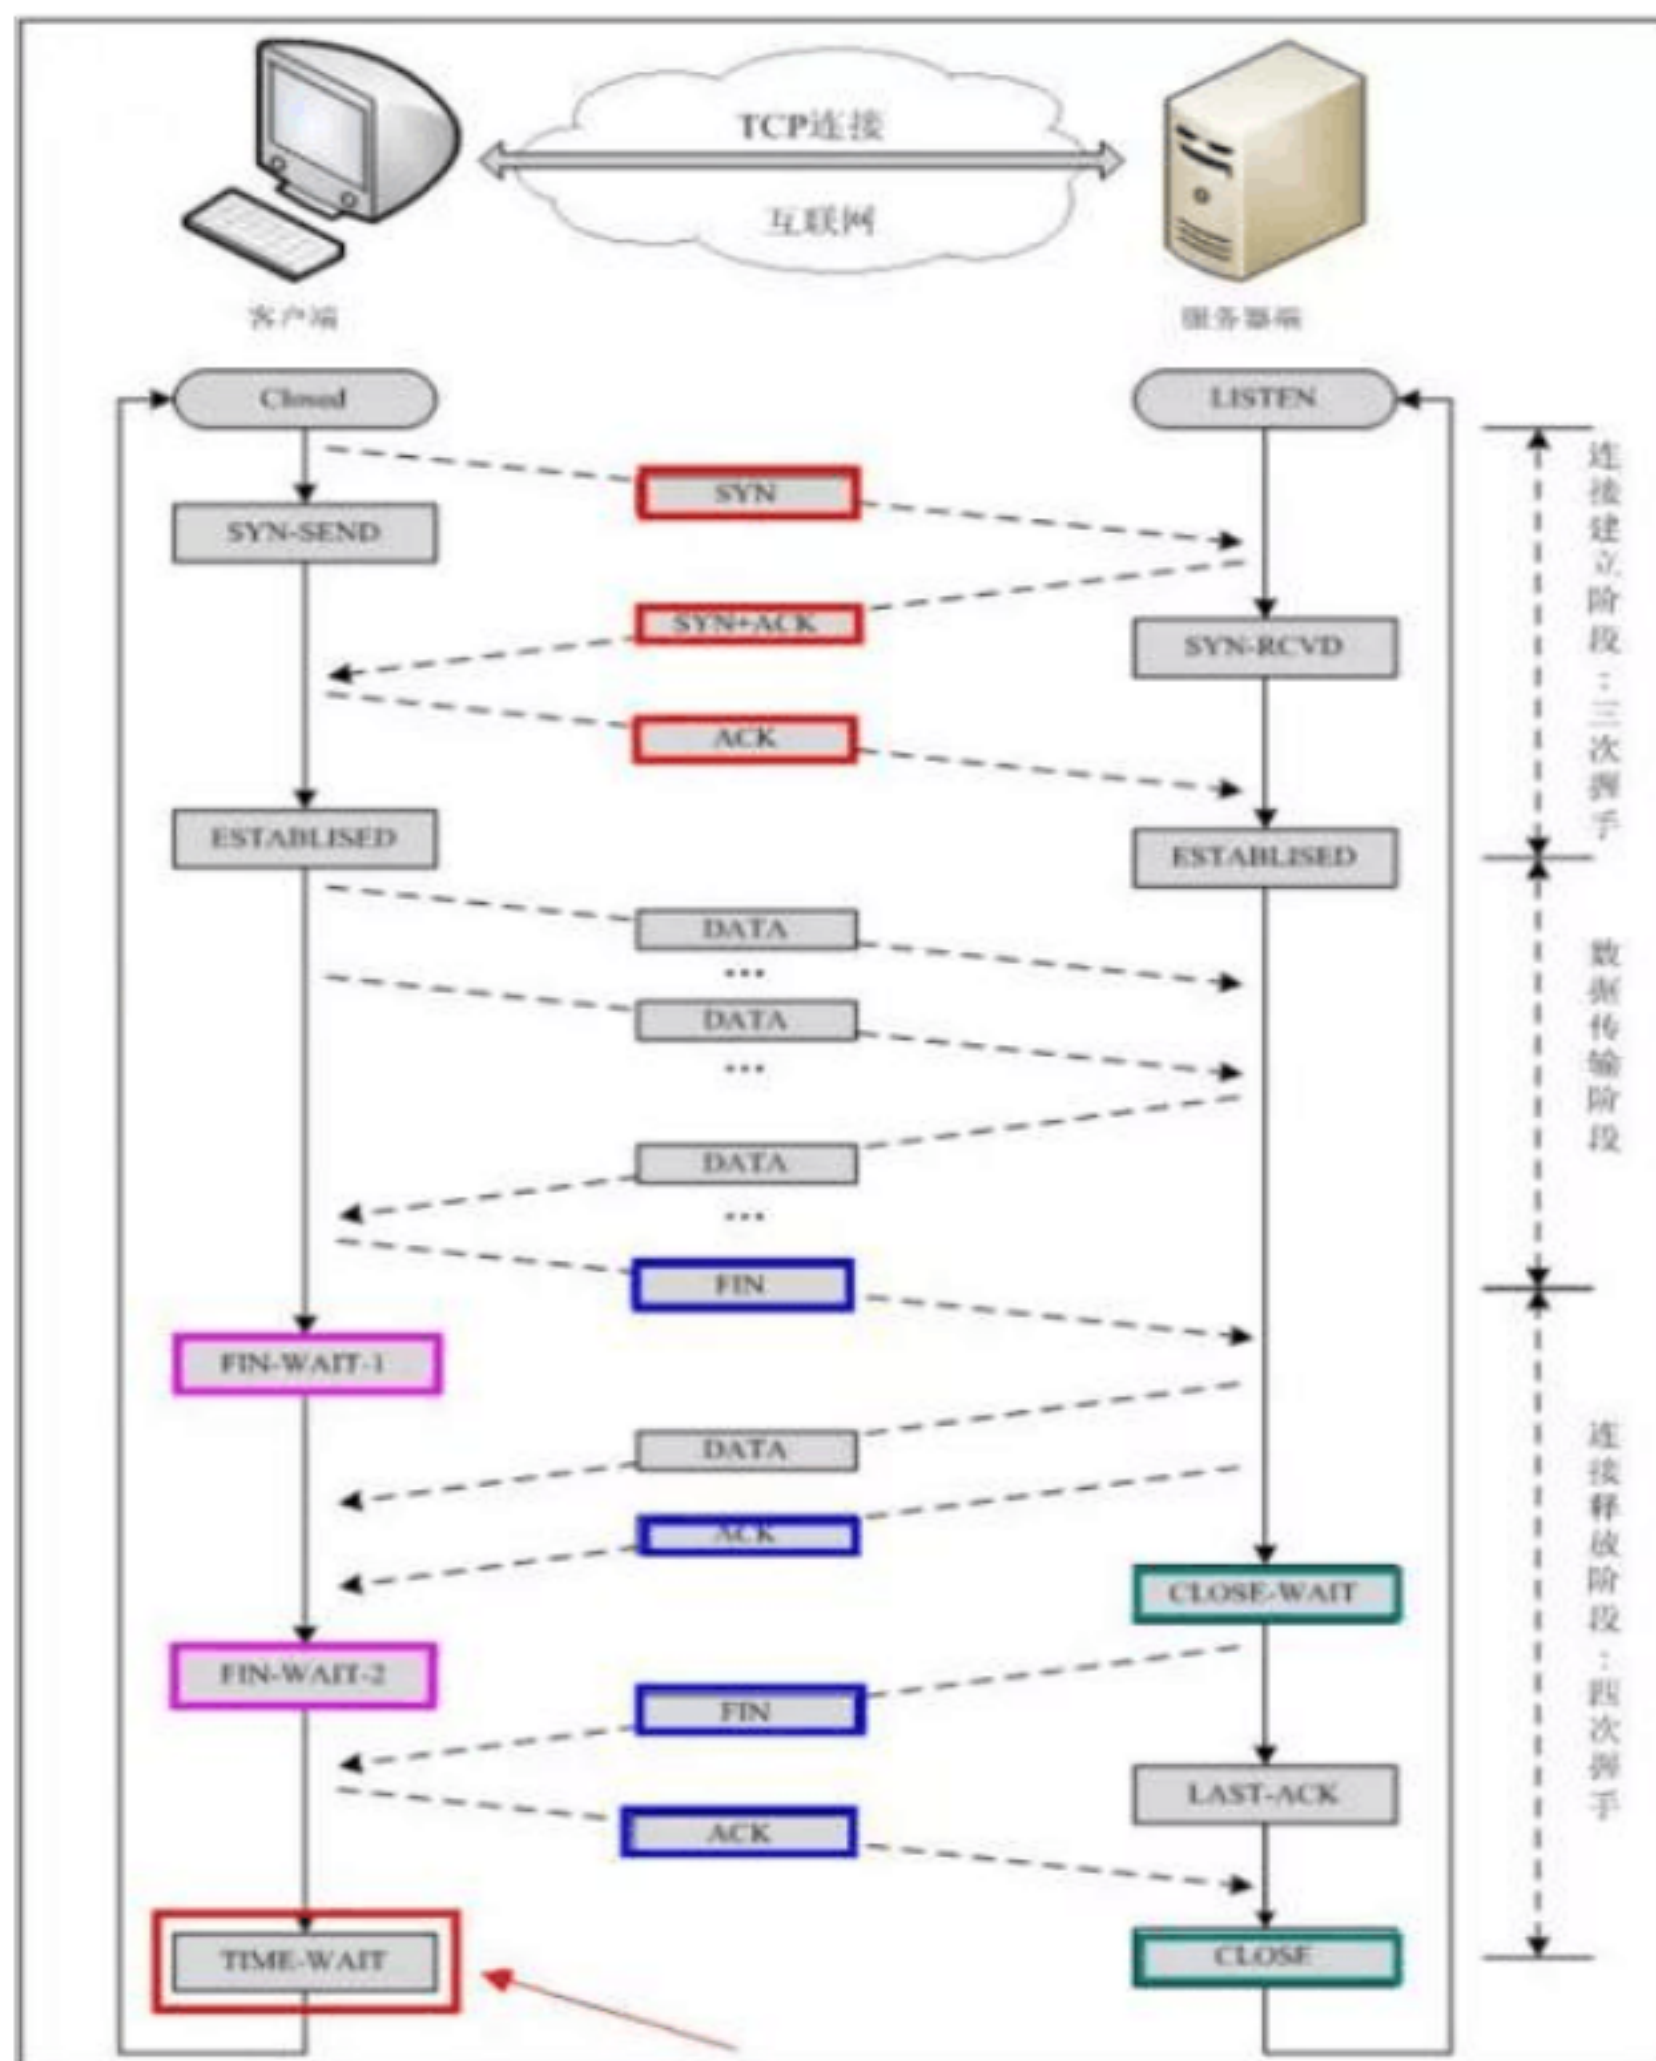 TCP连接
互联网
客户端
服务器端
Closed
LISTEN
SYN
SYN-SEND
SYN+ACK
SYN-RCVD
ACK
ESTABLISED
ESTABLISED
连接建立阶段：三次握手
DATA
...
DATA
...
DATA
...
数据传输阶段
FIN
FIN-WAIT-1
DATA
ACK
CLOSE-WAIT
FIN-WAIT-2
FIN
LAST-ACK
ACK
TIME-WAIT
CLOSE
连接释放阶段：四次握手